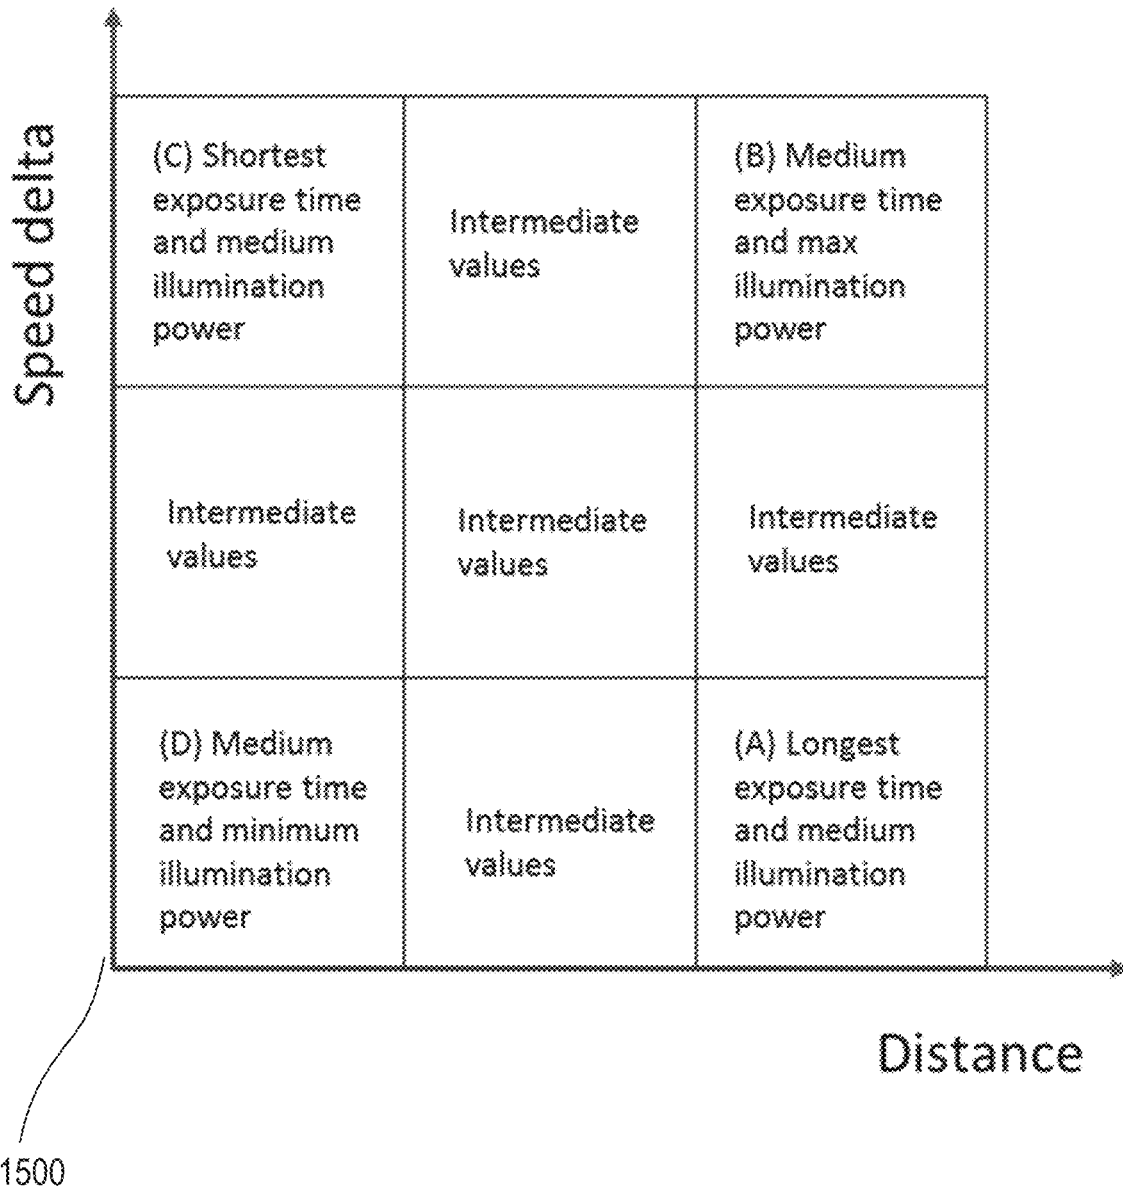 Speed delta
(C) Shortest
exposure time
and medium
illumination
power
Intermediate
values
(B) Medium
exposure time
and max
illumination
power
Intermediate
values
Intermediate
values
Intermediate
values
(D) Medium
exposure time
and minimum
illumination
power
Intermediate
values
(A) Longest
exposure time
and medium
illumination
power
Distance
1500